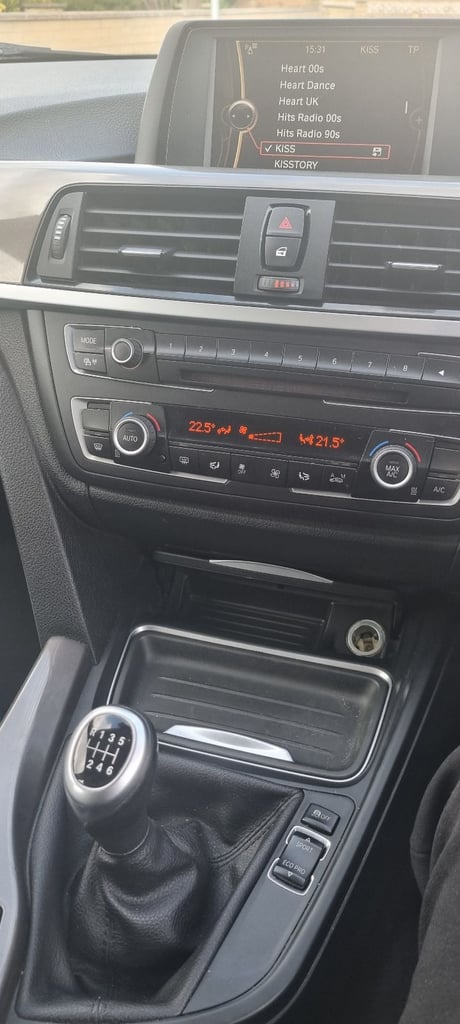 15:31 KISS TP
Heart 00s
Heart Dance
Heart UK
Hits Radio 00s
Hits Radio 90s
✓ KISS
KISSTORY
MODE
1 2 3 4 5 6 7 8
22.5° 21.5°
AUTO
MAX
A/C
OFF
A M
A/C
R 1 3 5
2 4 6
OFF
SPORT
ECO PRO